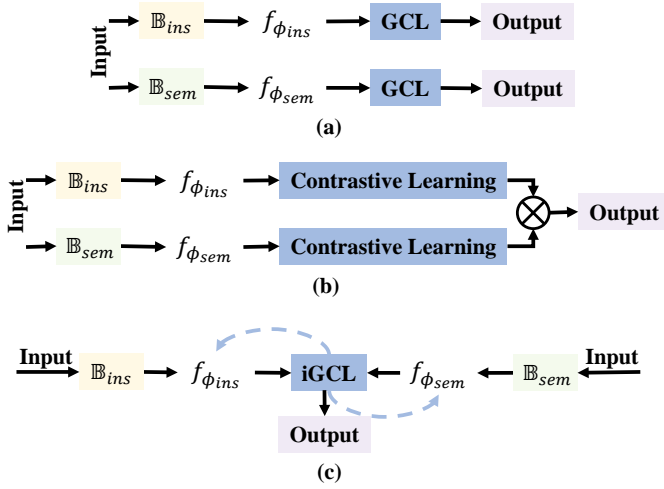 Input 𝔹ins fϕins GCL Output
𝔹sem fϕsem GCL Output
(a)
Input 𝔹ins fϕins Contrastive Learning
Output
𝔹sem fϕsem Contrastive Learning
(b)
Input 𝔹ins fϕins iGCL fϕsem 𝔹sem Input
Output
(c)